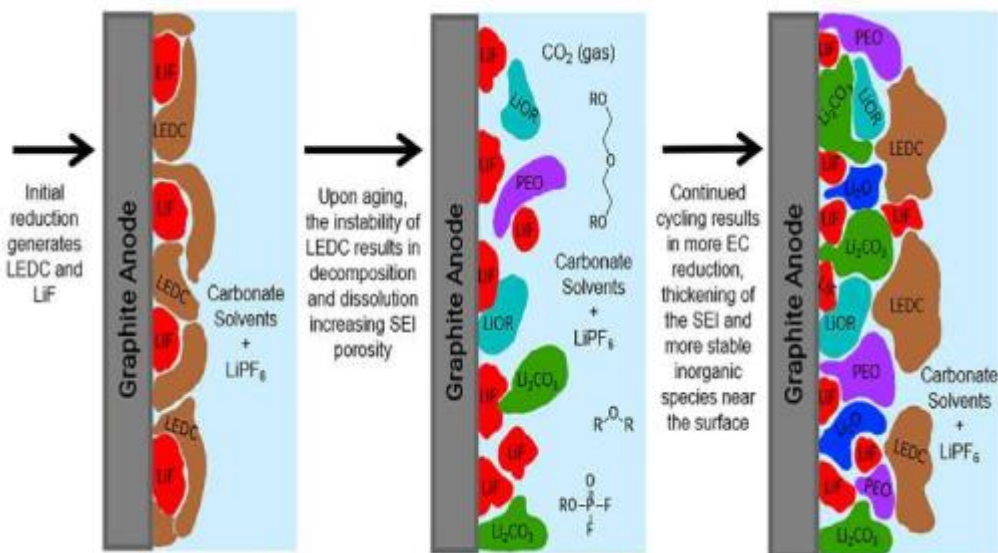 Initial
reduction
generates
LEDC and
LiF
Graphite Anode
LiF
LEDC
LiF
LEDC
LiF
LEDC
LiF
Carbonate
Solvents
+
LiPF6
Upon aging,
the instability of
LEDC results in
decomposition
and dissolution
increasing SEI
porosity
Graphite Anode
LiF
CO2 (gas)
LiOR
RO
O
RO
LiF
PEO
LiF
LiF
LiOR
Carbonate
Solvents
+
LiPF6
LiF
Li2CO3
O
R R
LiF
LiF
O
RO-P-F
F
Li2CO3
Continued
cycling results
in more EC
reduction,
thickening of
the SEI and
more stable
inorganic
species near
the surface
Graphite Anode
LiF
PEO
Li2CO3
LiOR
LEDC
LiF
Li2O
LiF
LiF
Li2CO3
LEDC
LiOR
PEO
LiF
Carbonate
Solvents
+
LiPF6
Li2O
LiF
LEDC
LiF
PEO
Li2CO3